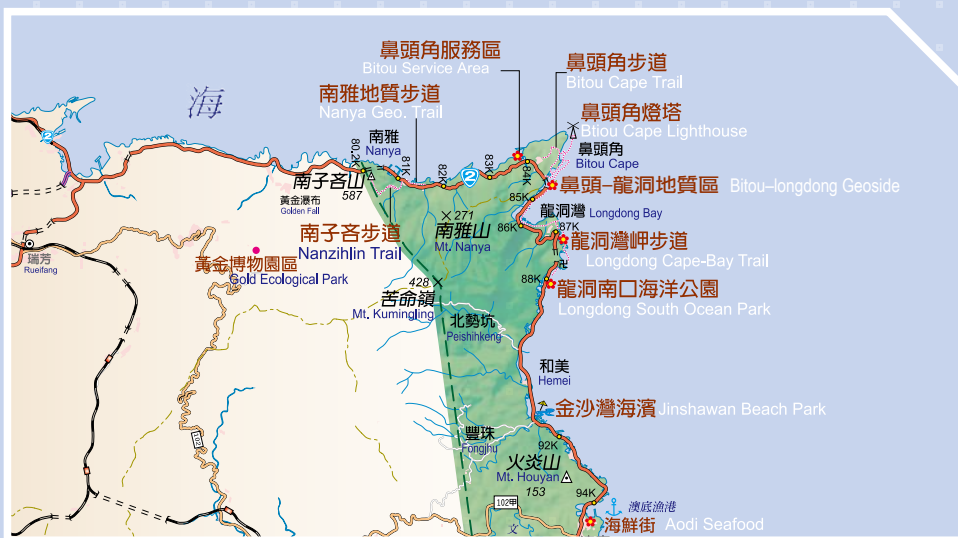 鼻頭角服務區
Bitou Service Area
鼻頭角步道
Bitou Cape Trail
南雅地質步道
Nanya Geo. Trail
海
鼻頭角燈塔
Btiou Cape Lighthouse
2
南雅
Nanya
鼻頭角
Bitou Cape
80.2K
81K
82K
2
83K
84K
南子吝山
587
鼻頭–龍洞地質區 Bitou–longdong Geoside
85K
黃金瀑布
Golden Fall
271
龍洞灣 Longdong Bay
南雅山
Mt. Nanya
86K
87K
南子吝步道
Nanzihlin Trail
龍洞灣岬步道
Longdong Cape-Bay Trail
瑞芳
Rueifang
黃金博物園區
Gold Ecological Park
428
88K
苦命嶺
Mt. Kumingling
龍洞南口海洋公園
Longdong South Ocean Park
北勢坑
Peishihkeng
和美
Hemei
金沙灣海濱 Jinshawan Beach Park
102
豐珠
Fongjhu
92K
火炎山
Mt. Houyan
153
94K
102甲
澳底漁港
文
海鮮街 Aodi Seafood